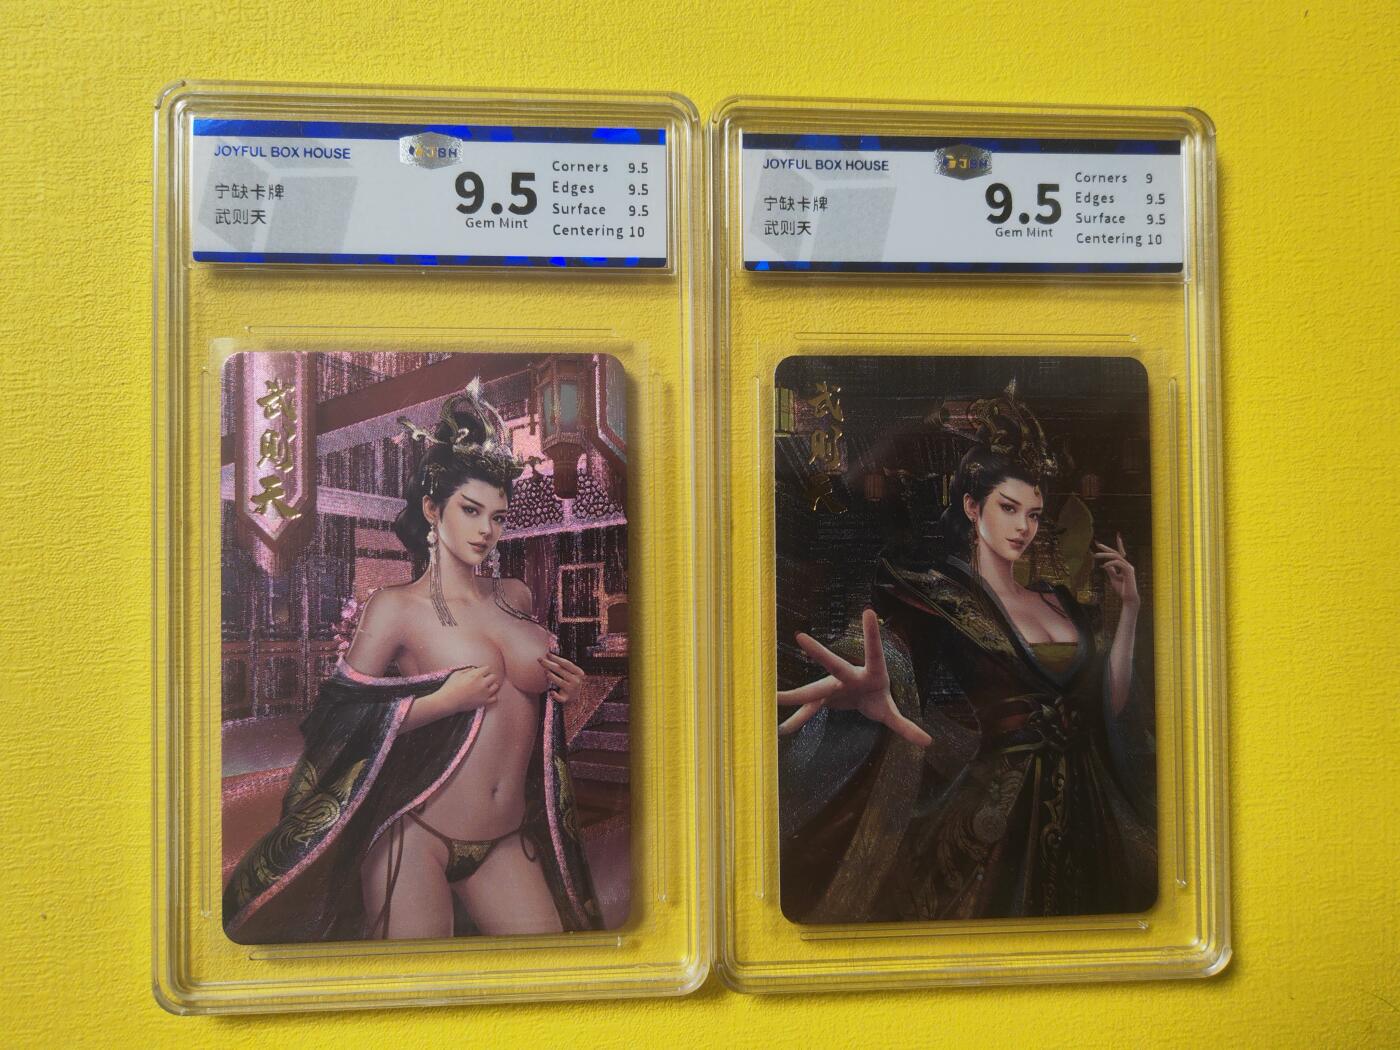 JOYFUL BOX HOUSE
JBH
宁缺卡牌
武则天
9.5
Gem Mint
Corners 9.5
Edges 9.5
Surface 9.5
Centering 10
武则天
JOYFUL BOX HOUSE
JBH
宁缺卡牌
武则天
9.5
Gem Mint
Corners 9
Edges 9.5
Surface 9.5
Centering 10
武则天